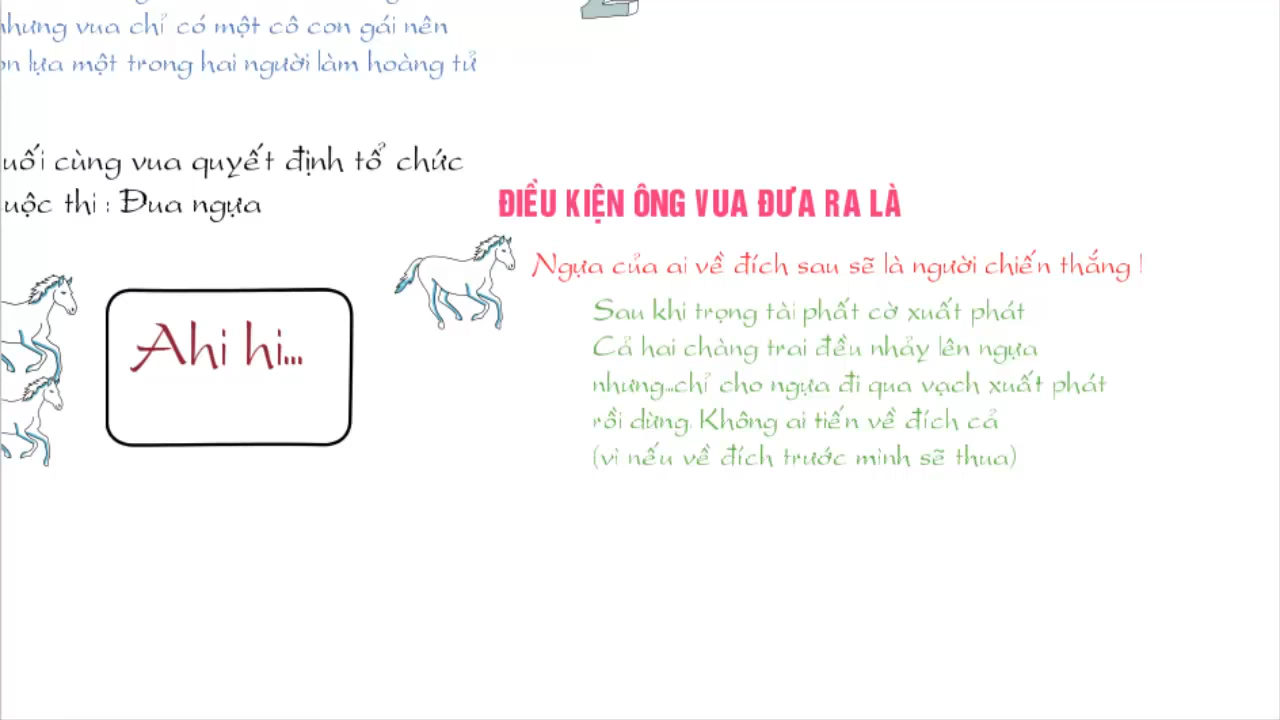 nhưng vua chỉ có một cô con gái nên
lựa một trong hai người làm hoàng tử
quyết định tổ chức
thi : Đua ngựa
ĐIỀU KIỆN ÔNG VUA ĐƯA RA LÀ
Ngựa của ai về đích sau sẽ là người chiến thắng !
Ahi hi...
Sau khi trọng tài phất cờ xuất phát
Cả hai chàng trai đều nhảy lên ngựa
nhưng...chỉ cho ngựa đi qua vạch xuất phát
rồi dừng. Không ai tiến về đích cả
(vì nếu về đích trước mình sẽ thua)